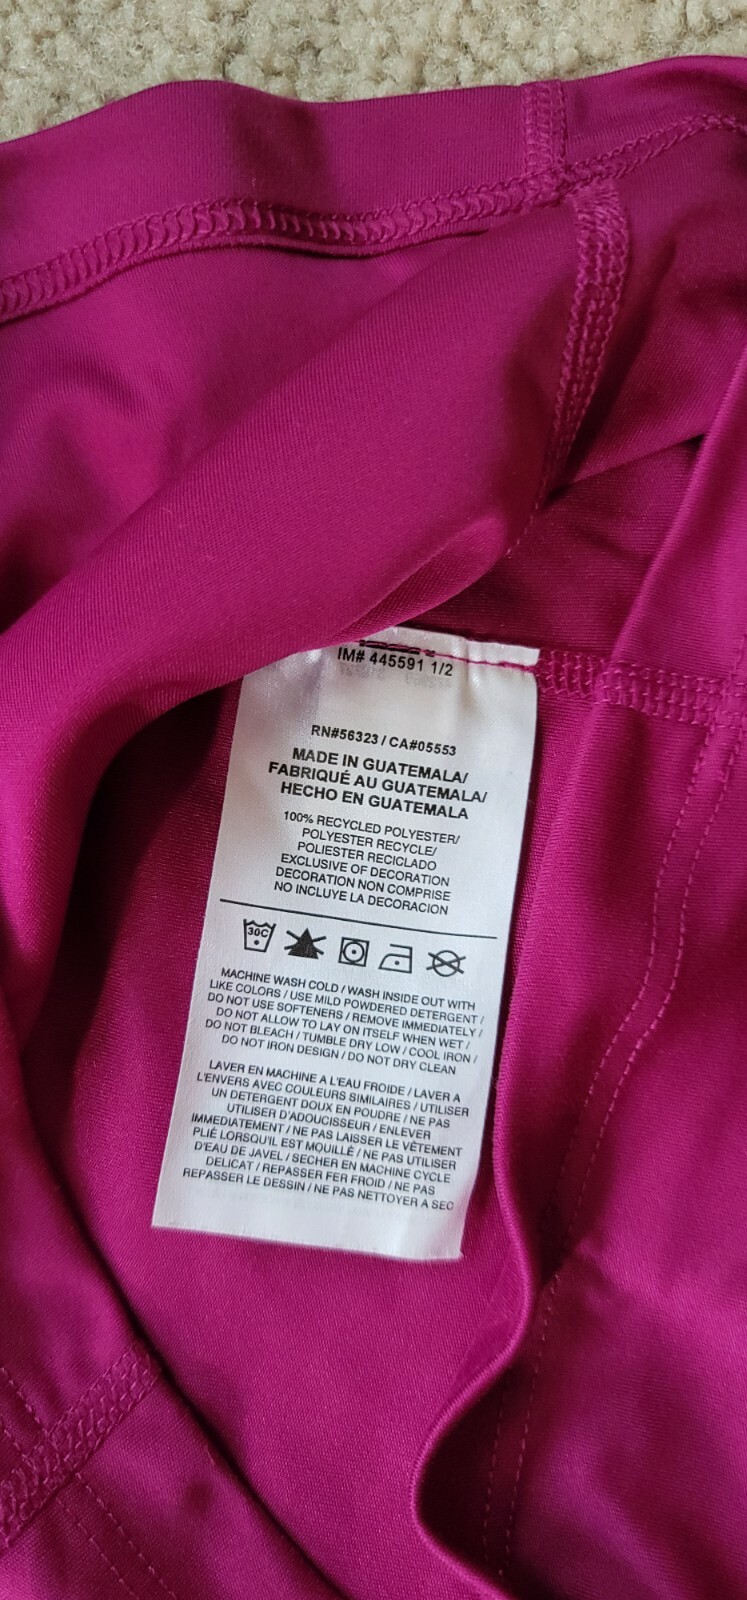 IM# 445591 1/2
RN#56323 / CA#05553
MADE IN GUATEMALA/
FABRIQUÉ AU GUATEMALA/
HECHO EN GUATEMALA
100% RECYCLED POLYESTER/
POLYESTER RECYCLE/
POLIESTER RECICLADO
EXCLUSIVE OF DECORATION
DECORATION NON COMPRISE
NO INCLUYE LA DECORACION
30C
MACHINE WASH COLD / WASH INSIDE OUT WITH
LIKE COLORS / USE MILD POWDERED DETERGENT /
DO NOT USE SOFTENERS / REMOVE IMMEDIATELY /
DO NOT ALLOW TO LAY ON ITSELF WHEN WET /
DO NOT BLEACH / TUMBLE DRY LOW / COOL IRON /
DO NOT IRON DESIGN / DO NOT DRY CLEAN
LAVER EN MACHINE A L'EAU FROIDE / LAVER A
L'ENVERS AVEC COULEURS SIMILAIRES / UTILISER
UN DETERGENT DOUX EN POUDRE / NE PAS
UTILISER D'ADOUCISSEUR / ENLEVER
IMMEDIATEMENT / NE PAS LAISSER LE VÊTEMENT
PLIÉ LORSQU'IL EST MOUILLÉ / NE PAS UTILISER
D'EAU DE JAVEL / SECHER EN MACHINE CYCLE
DELICAT / REPASSER FER FROID / NE PAS
REPASSER LE DESSIN / NE PAS NETTOYER A SEC